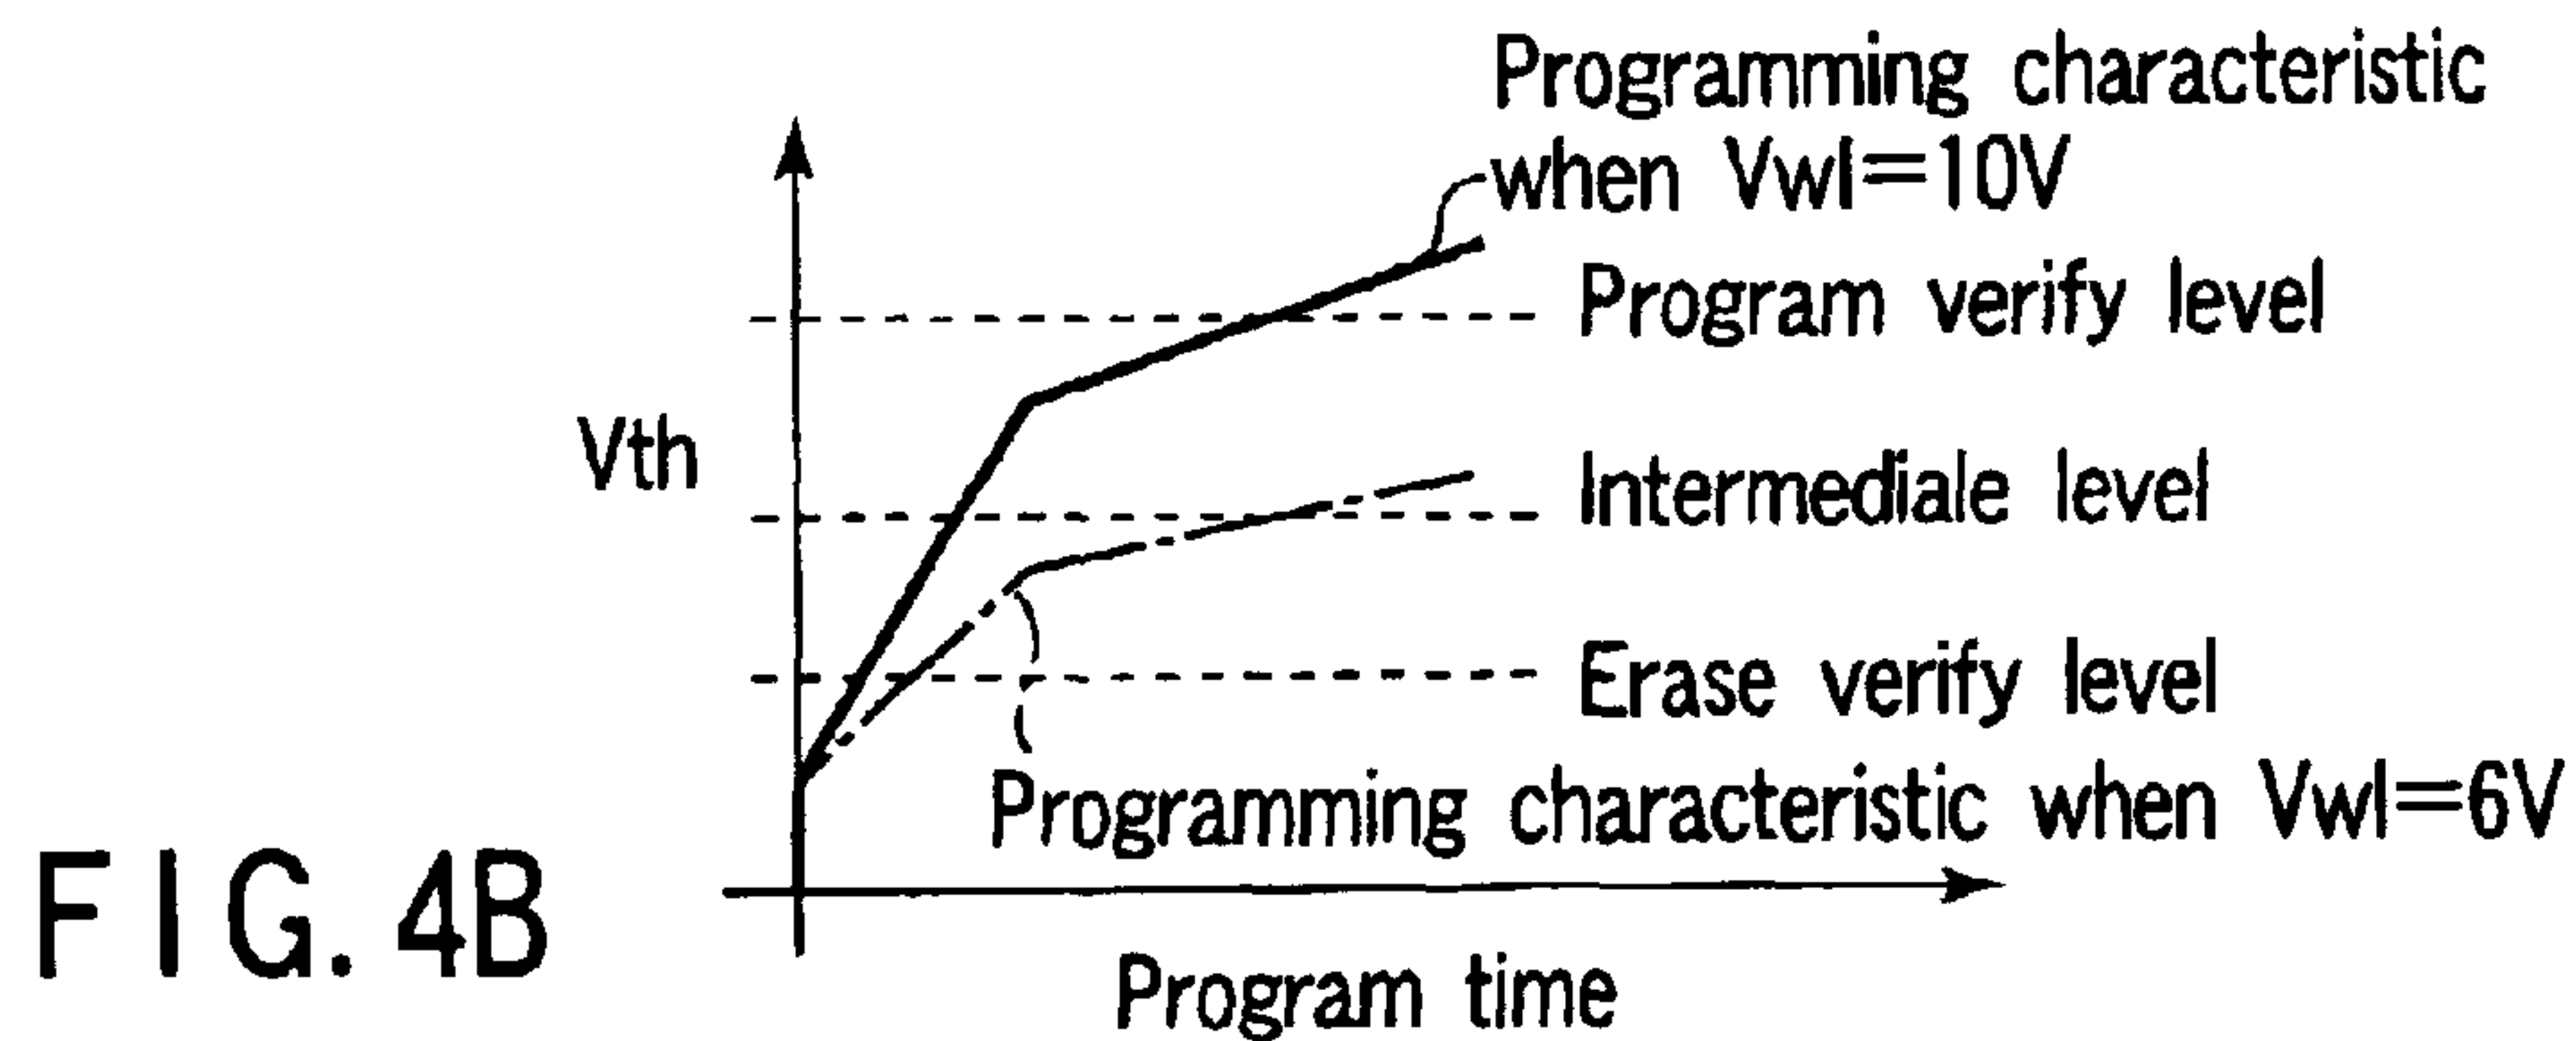 Programming characteristic
when Vwl=10V
Program verify level
Vth
Intermediale level
Erase verify level
Programming characteristic when Vwl=6V
FIG. 4B
Program time